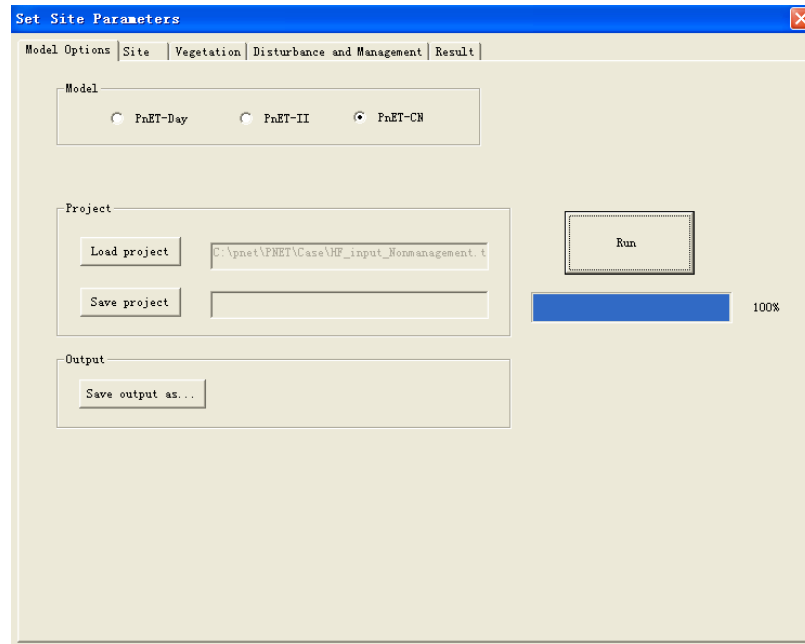 Set Site Parameters
Model Options Site Vegetation Disturbance and Management Result
Model
PnET-Day PnET-II PnET-CN
Project
Load project C:\pnet\PNET\Case\HF_input_Nonmanagement.t
Run
Save project
100%
Output
Save output as...